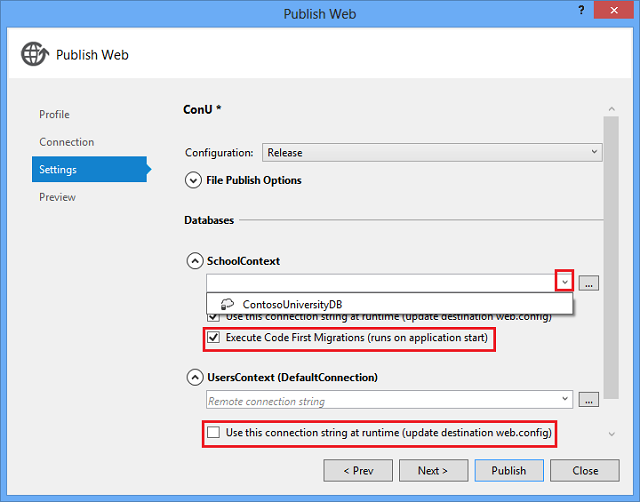 Publish Web
?
Publish Web
Profile
Connection
Settings
Preview
ConU *
Configuration: Release
File Publish Options
Databases
SchoolContext
...
ContosoUniversityDB
Use this connection string at runtime (update destination web.config)
Execute Code First Migrations (runs on application start)
UsersContext (DefaultConnection)
Remote connection string
...
Use this connection string at runtime (update destination web.config)
< Prev
Next >
Publish
Close